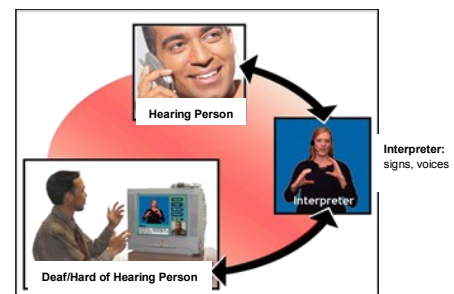 Hearing Person
Interpreter:
signs, voices
Interpreter
Deaf/Hard of Hearing Person